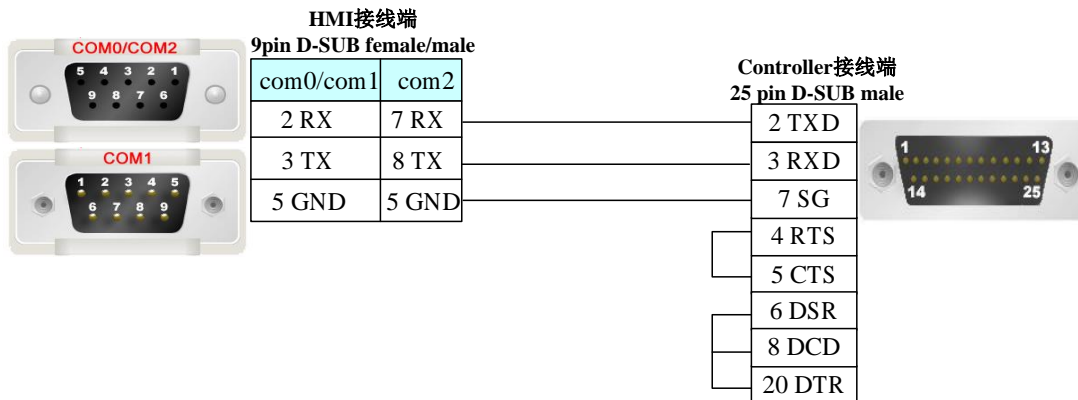 HMI接线端
9pin D-SUB female/male
COM0/COM2
5 4 3 2 1
9 8 7 6
COM1
1 2 3 4 5
6 7 8 9
com0/com1 com2
2 RX 7 RX
3 TX 8 TX
5 GND 5 GND
Controller接线端
25 pin D-SUB male
2 TXD
3 RXD
7 SG
4 RTS
5 CTS
6 DSR
8 DCD
20 DTR
1 13
14 25